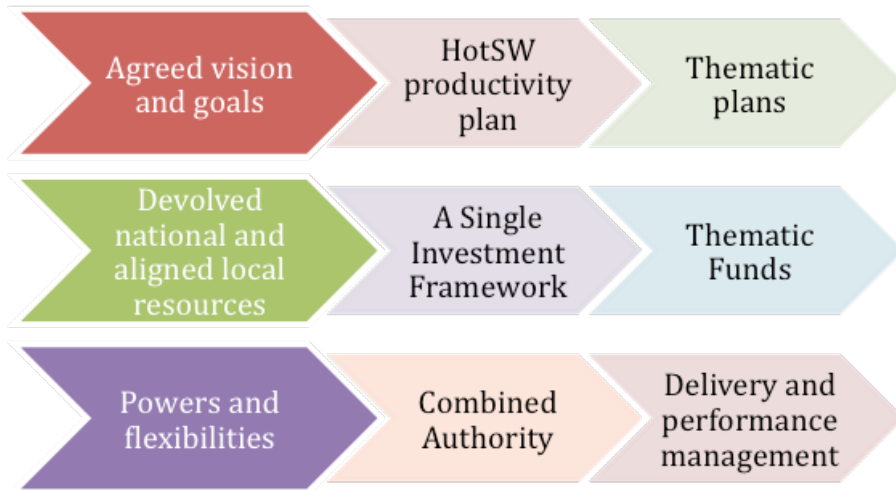 Agreed vision
and goals
HotSW
productivity
plan
Thematic
plans
Devolved
national and
aligned local
resources
A Single
Investment
Framework
Thematic
Funds
Powers and
flexibilities
Combined
Authority
Delivery and
performance
management